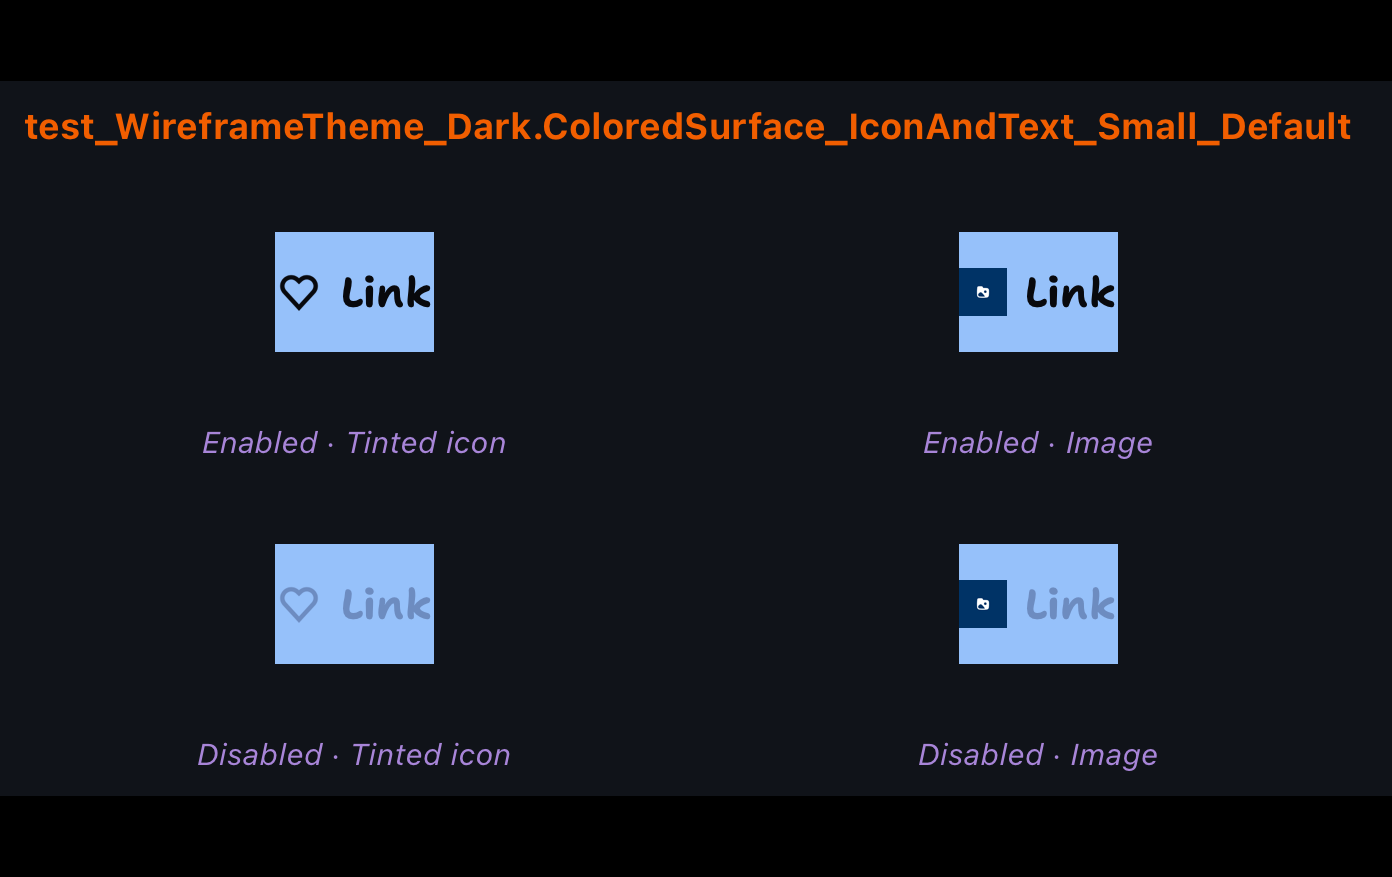 test_WireframeTheme_Dark.ColoredSurface_IconAndText_Small_Default
Link
Link
Enabled · Tinted icon
Enabled · Image
Link
Link
Disabled · Tinted icon
Disabled · Image